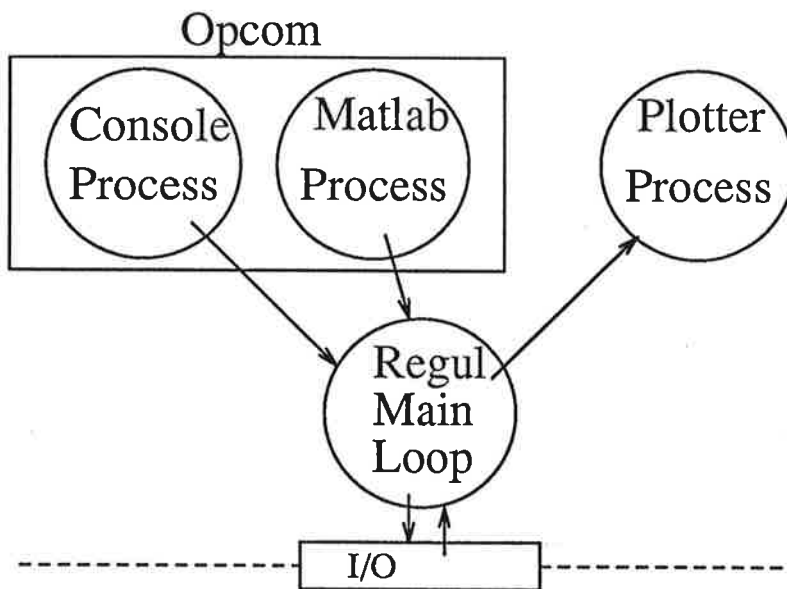 Opcom
Console
Process
Matlab
Process
Plotter
Process
Regul
Main
Loop
I/O